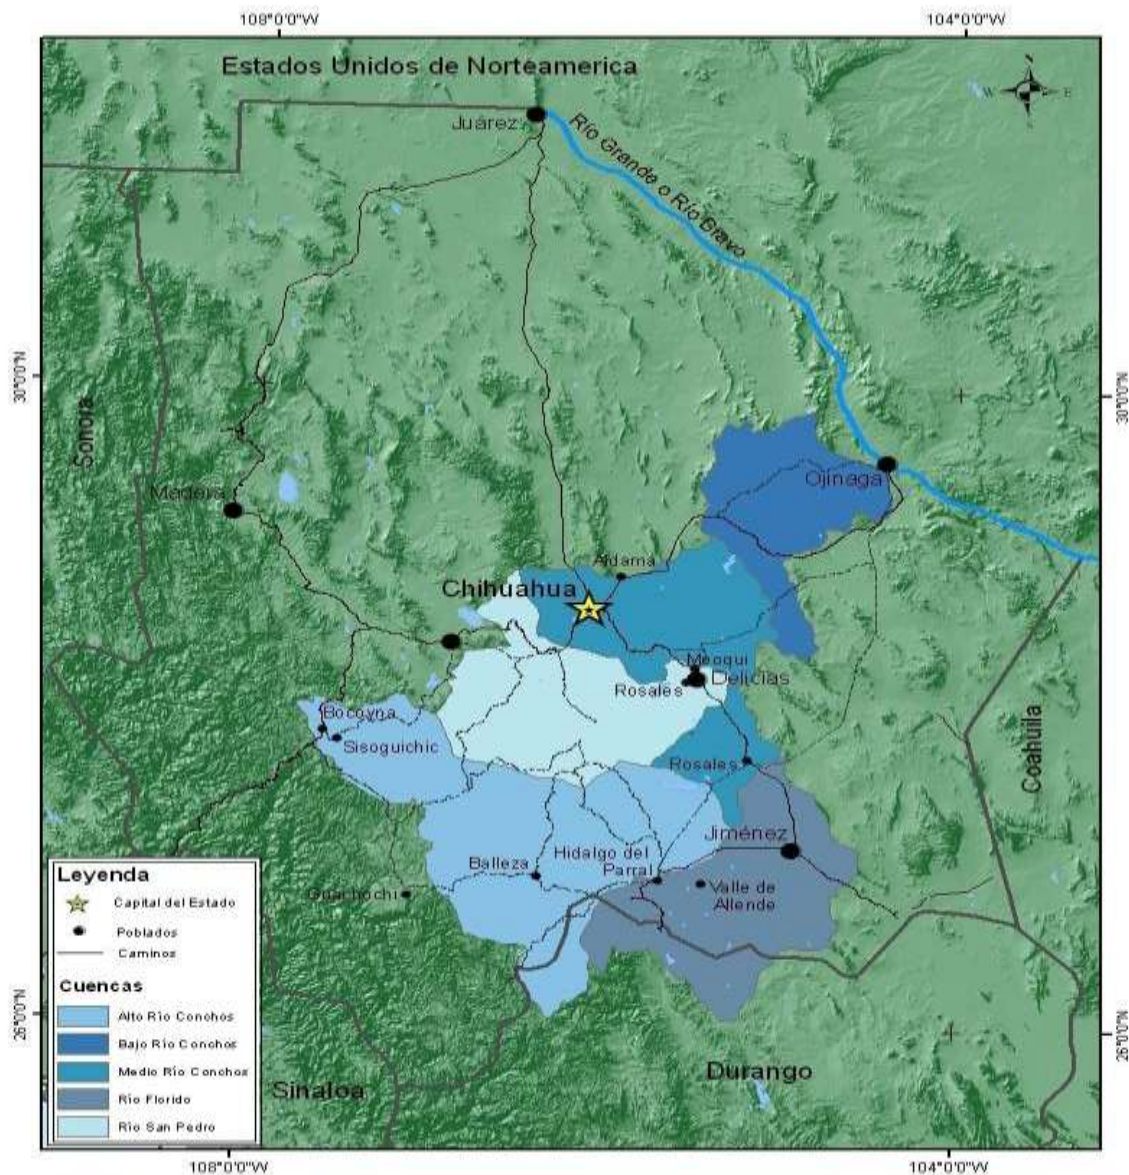 108°0'0"W
104°0'0"W
Estados Unidos de Norteamerica
N
W
E
S
Juárez
Río Grande o Río Bravo
30°0'0"N
30°0'0"N
Sonora
Madera
Ojinaga
Aldama
Chihuahua
Meoqui
Delicias
Rosales
Bocoyna
Sisoguichic
Rosales
Coahuila
Jiménez
Balleza
Hidalgo del
Parral
Guachochi
Valle de
Allende
Leyenda
Capital del Estado
Poblados
Caminos
Cuencas
Alto Río Conchos
Bajo Río Conchos
Medio Río Conchos
Río Florido
Río San Pedro
26°0'0"N
26°0'0"N
Sinaloa
Durango
108°0'0"W
104°0'0"W